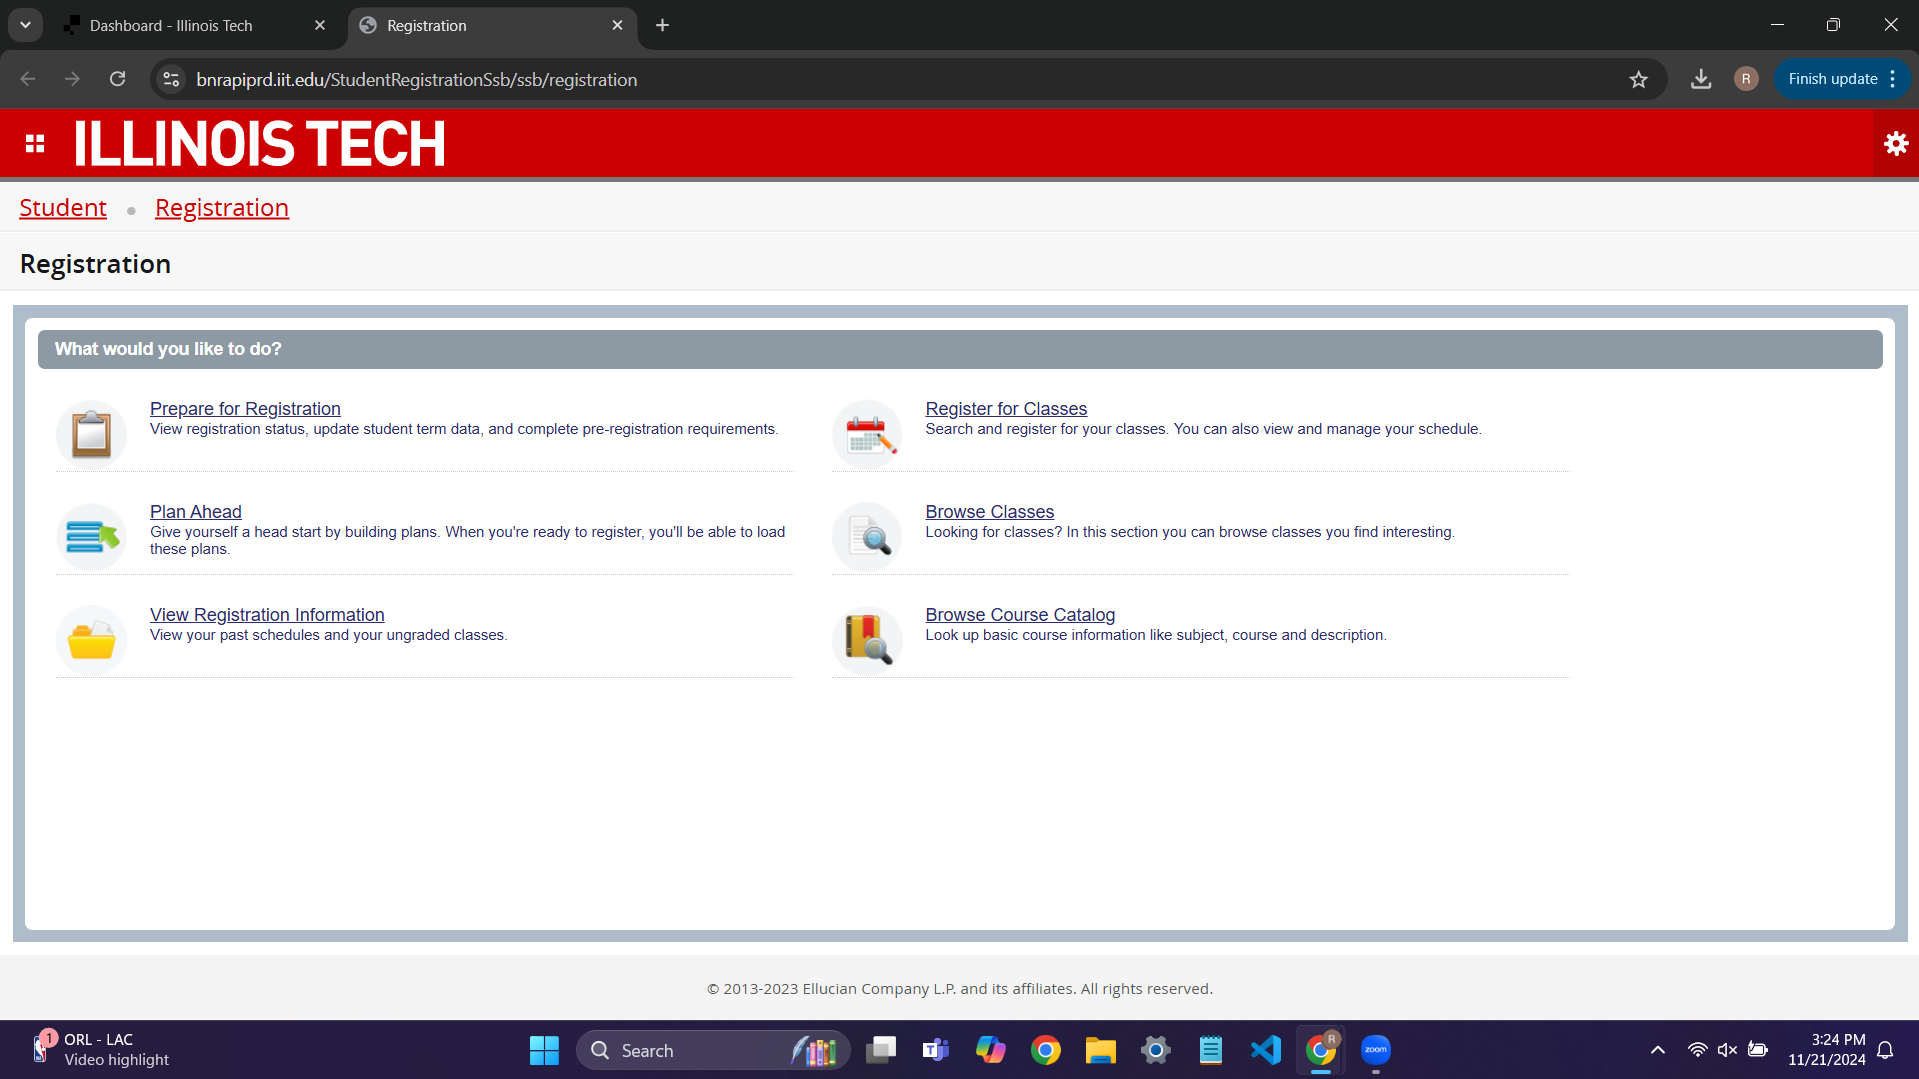 Dashboard - Illinois Tech
Registration
bnrapiprd.iit.edu/StudentRegistrationSsb/ssb/registration
R
Finish update
ILLINOIS TECH
Student
Registration
Registration
What would you like to do?
Prepare for Registration
View registration status, update student term data, and complete pre-registration requirements.
Register for Classes
Search and register for your classes. You can also view and manage your schedule.
Plan Ahead
Give yourself a head start by building plans. When you're ready to register, you'll be able to load
these plans.
Browse Classes
Looking for classes? In this section you can browse classes you find interesting.
View Registration Information
View your past schedules and your ungraded classes.
Browse Course Catalog
Look up basic course information like subject, course and description.
© 2013-2023 Ellucian Company L.P. and its affiliates. All rights reserved.
1
ORL - LAC
Video highlight
Search
R
zoom
3:24 PM
11/21/2024